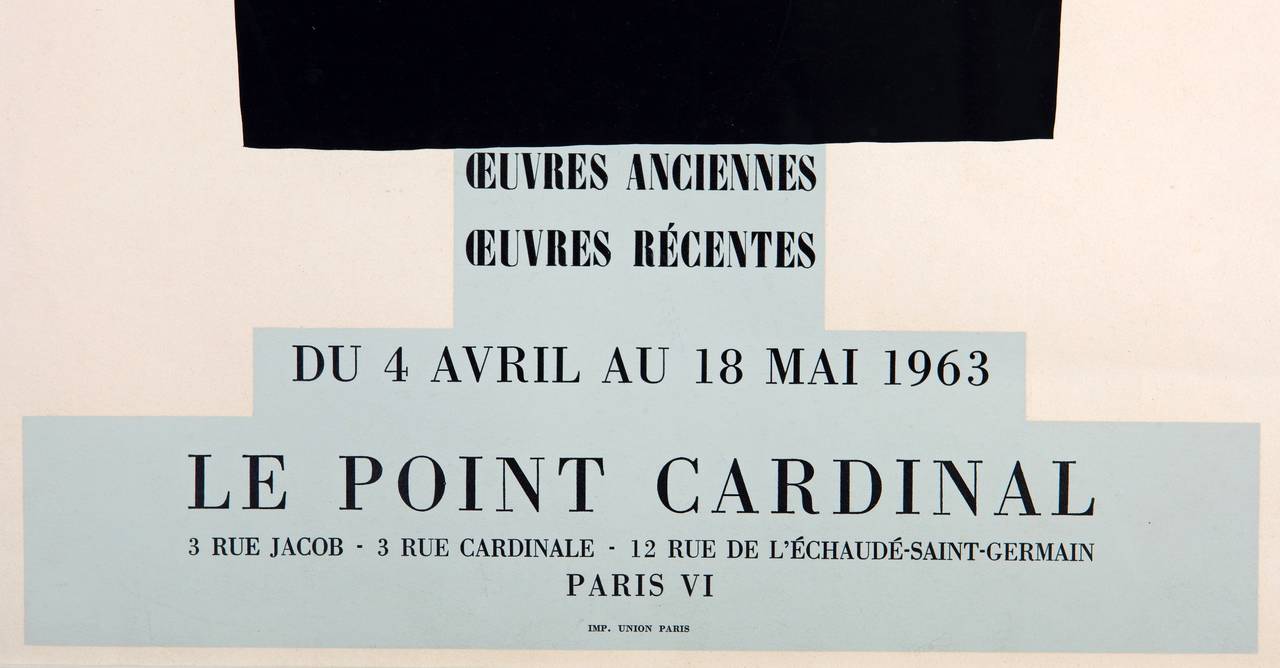 ŒUVRES ANCIENNES
ŒUVRES RÉCENTES
DU 4 AVRIL AU 18 MAI 1963
LE POINT CARDINAL
3 RUE JACOB - 3 RUE CARDINALE - 12 RUE DE L'ÉCHAUDÉ-SAINT-GERMAIN
PARIS VI
IMP. UNION PARIS